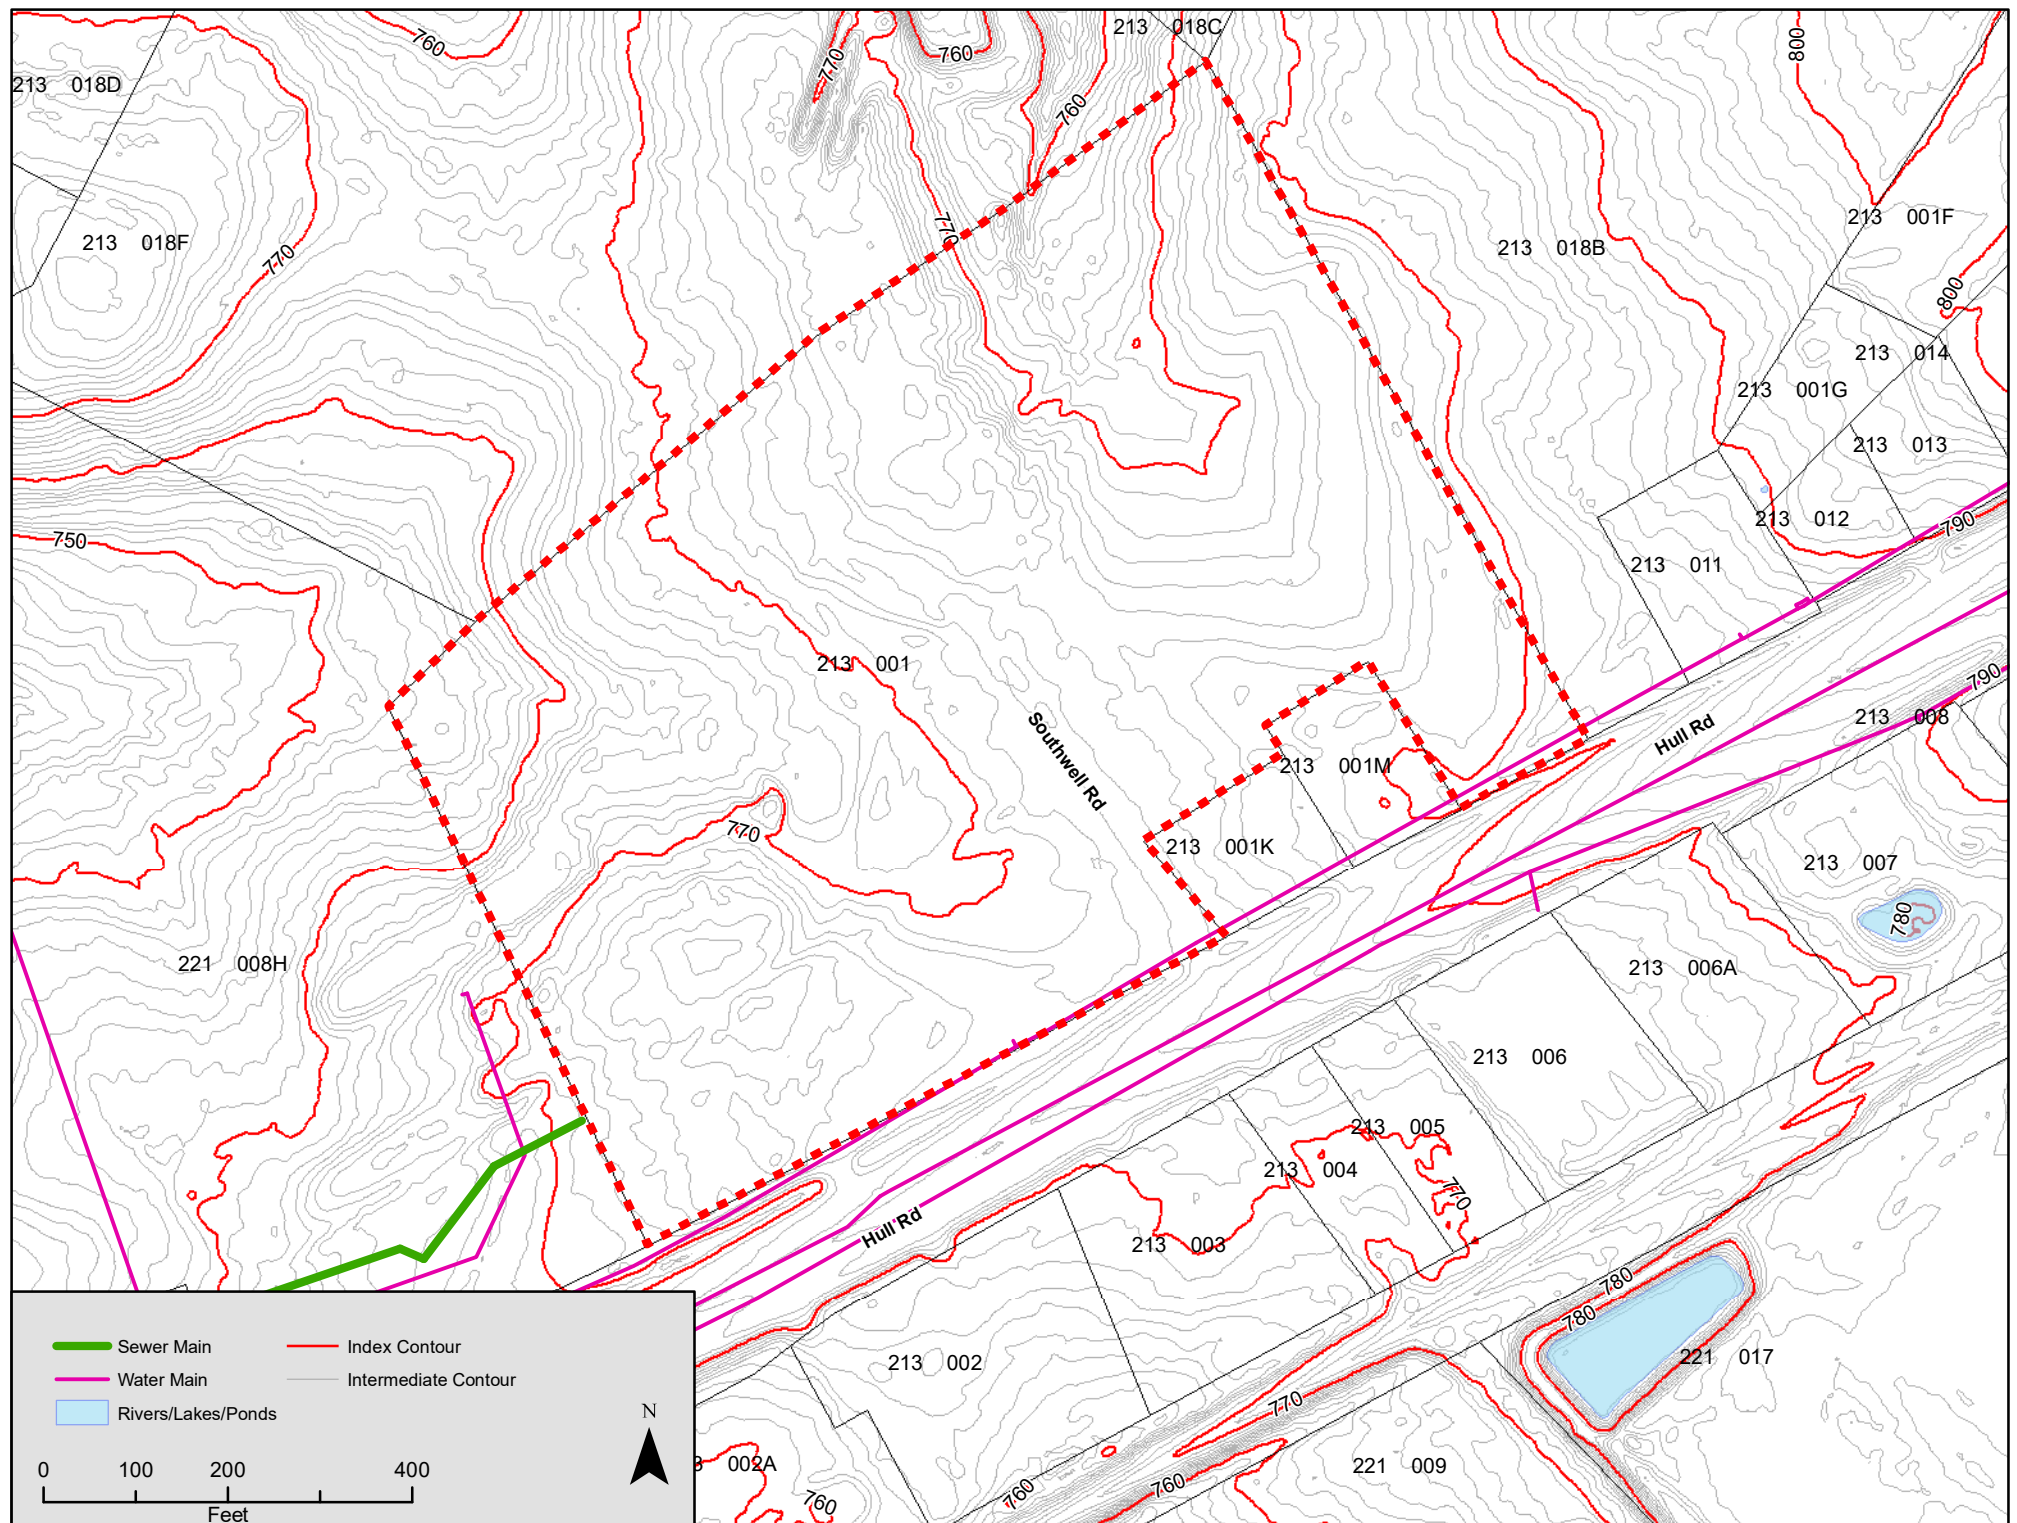 213 018C
760
770
760
800
213 018D
760
213 001F
770
213 018F
213 018B
770
800
213 014
213 001G
213 013
213 012
790
750
213 011
213 001
790
213 008
Southwell Rd
Hull Rd
213 001M
770
213 001K
213 007
780
221 008H
213 006A
213 006
213 005
213 004
770
Hull Rd
213 003
780
780
221 017
213 002
770
3 002A
221 009
760
760
760
Sewer Main
Index Contour
Water Main
Intermediate Contour
Rivers/Lakes/Ponds
N
0 100 200 400
Feet